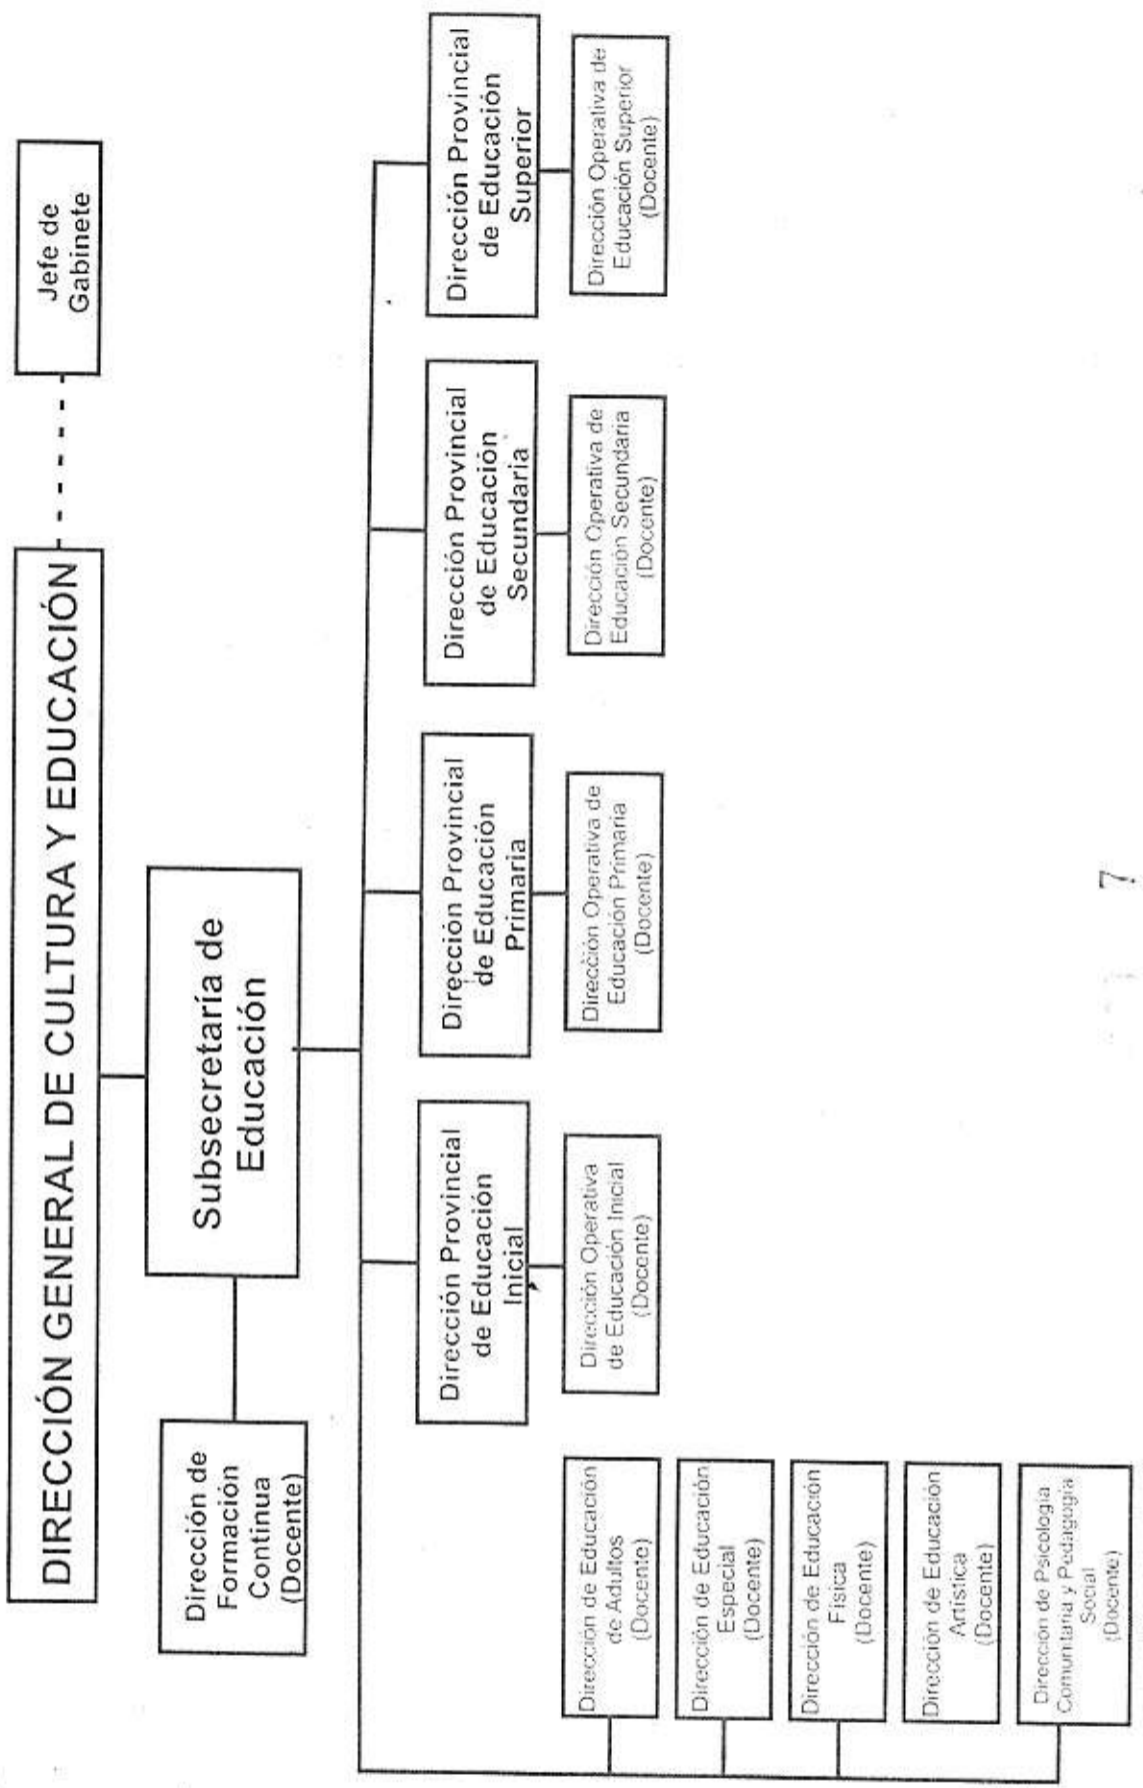 DIRECCIÓN GENERAL DE CULTURA Y EDUCACIÓN
Jefe de
Gabinete
Subsecretaría de
Educación
Dirección de
Formación
Continua
(Docente)
Dirección Provincial
de Educación
Inicial
Dirección Provincial
de Educación
Primaria
Dirección Provincial
de Educación
Secundaria
Dirección Provincial
de Educación
Superior
Dirección Operativa
de Educación Inicial
(Docente)
Dirección Operativa de
Educación Primaria
(Docente)
Dirección Operativa de
Educación Secundaria
(Docente)
Dirección Operativa de
Educación Superior
(Docente)
Dirección de Educación
de Adultos
(Docente)
Dirección de Educación
Especial
(Docente)
Dirección de Educación
Física
(Docente)
Dirección de Educación
Artística
(Docente)
Dirección de Psicología
Comunitaria y Pedagogía
Social
(Docente)
7